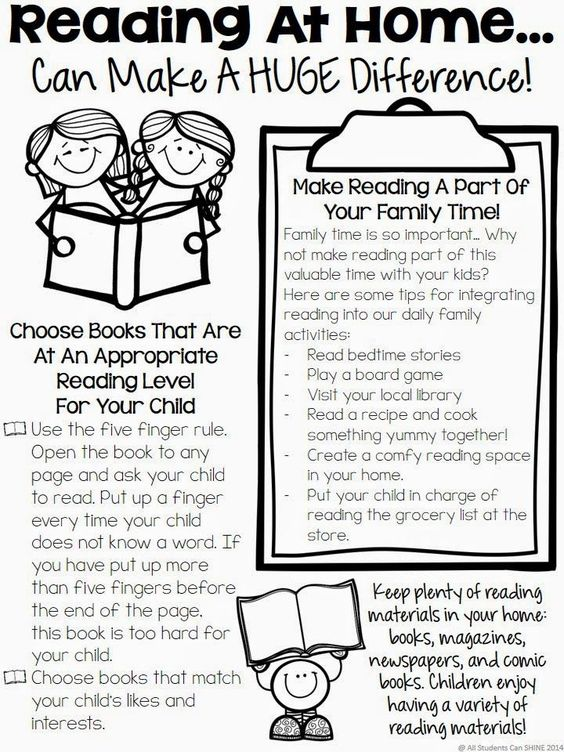 Reading At Home...
Can Make A HUGE Difference!
Choose Books That Are
At An Appropriate
Reading Level
For Your Child
Use the five finger rule.
Open the book to any
page and ask your child
to read. Put up a finger
every time your child
does not know a word. If
you have put up more
than five fingers before
the end of the page,
this book is too hard for
your child.
Choose books that match
your child's likes and
interests.
Make Reading A Part Of
Your Family Time!
Family time is so important... Why
not make reading part of this
valuable time with your kids?
Here are some tips for integrating
reading into our daily family
activities:
- Read bedtime stories
- Play a board game
- Visit your local library
- Read a recipe and cook
something yummy together!
- Create a comfy reading space
in your home.
- Put your child in charge of
reading the grocery list at the
store.
Keep plenty of reading
materials in your home:
books, magazines,
newspapers, and comic
books. Children enjoy
having a variety of
reading materials!
@ All Students Can SHINE 2014